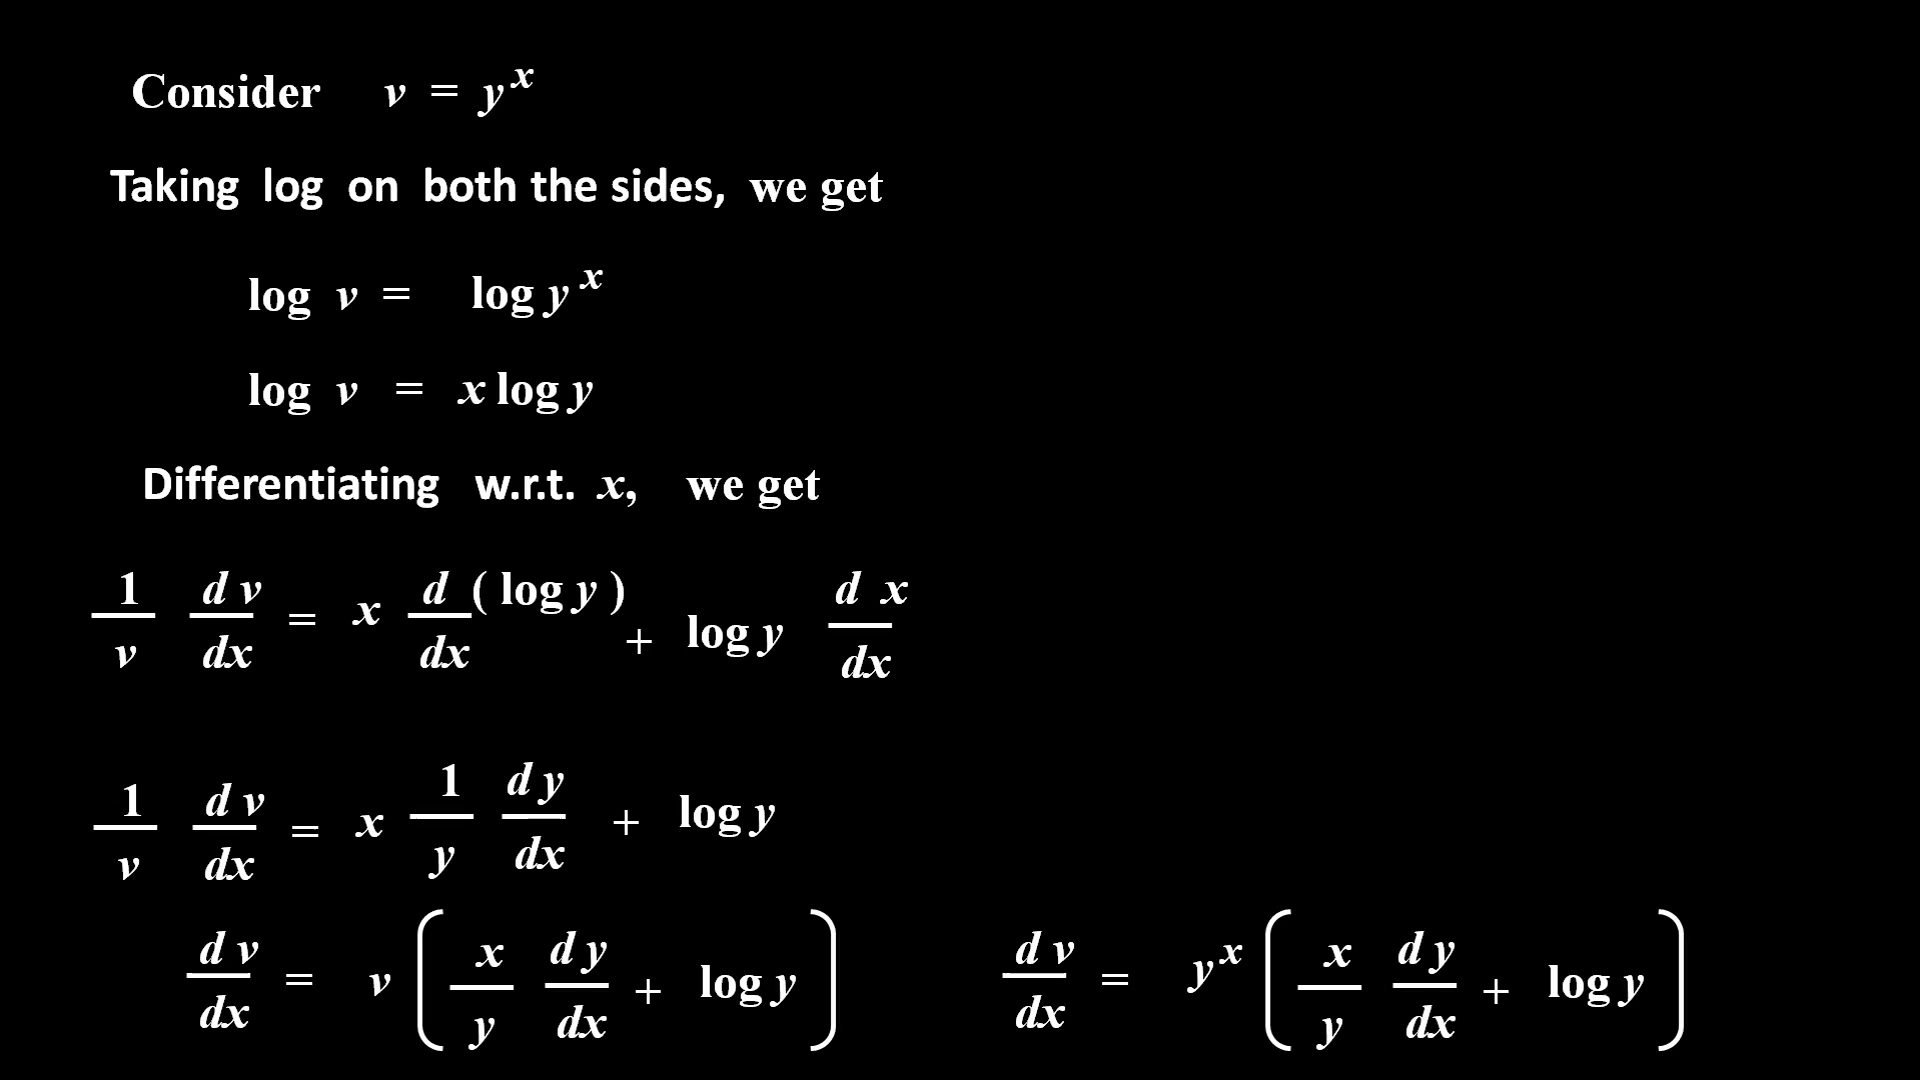 Consider v = y^x
Taking log on both the sides, we get
log v = log y^x
log v = x log y
Differentiating w.r.t. x, we get
1/v dv/dx = x d/dx ( log y ) + log y dx/dx
1/v dv/dx = x 1/y dy/dx + log y
dv/dx = v ( x/y dy/dx + log y ) dv/dx = y^x ( x/y dy/dx + log y )